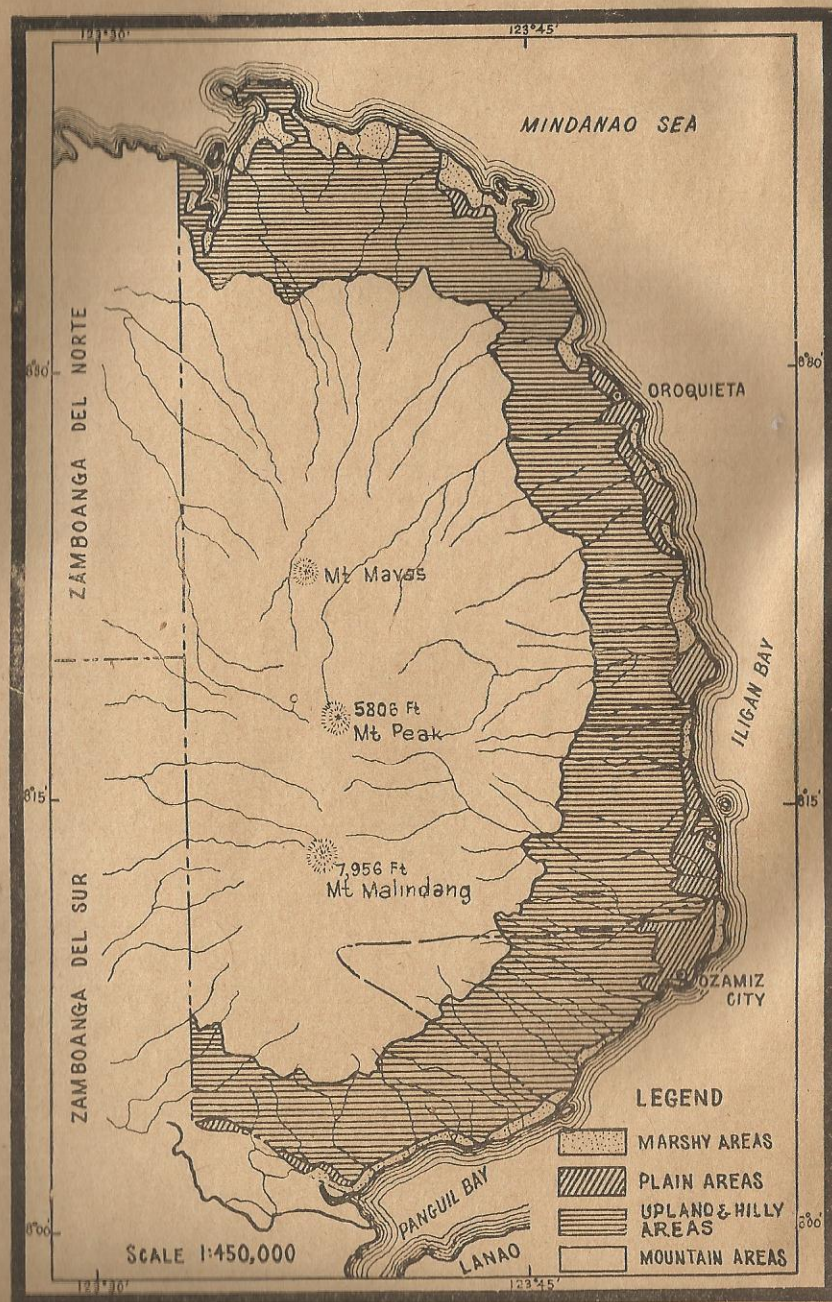 123°30'
123°45'
MINDANAO SEA
ZAMBOANGA DEL NORTE
8°30'
8°30'
OROQUIETA
Mt Mavas
5806 Ft
Mt Peak
ILIGAN BAY
8°15'
8°15'
7,956 Ft
Mt Malindang
ZAMBOANGA DEL SUR
OZAMIZ
CITY
LEGEND
MARSHY AREAS
PLAIN AREAS
UPLAND & HILLY
AREAS
MOUNTAIN AREAS
PANGUIL BAY
LANAO
8°00'
8°00'
SCALE 1:450,000
123°30'
123°45'